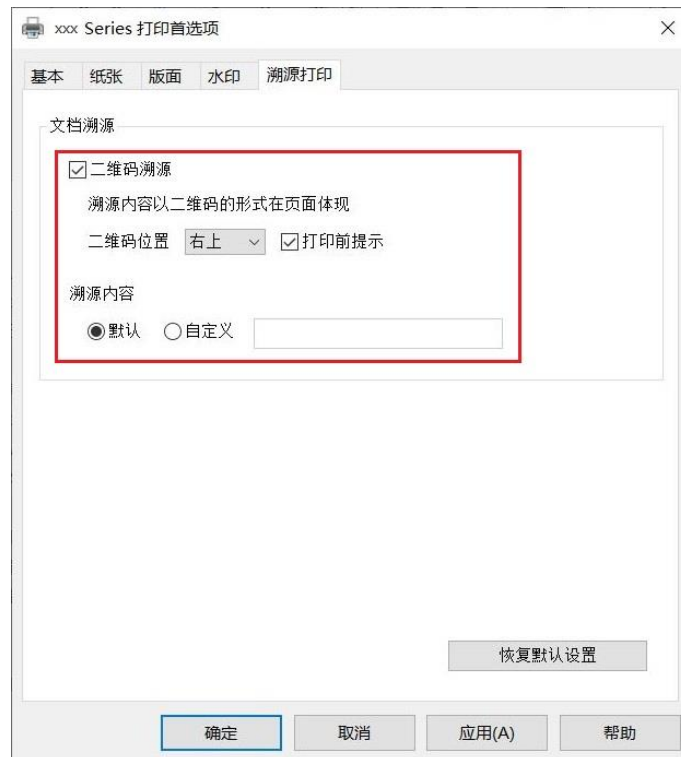 xxx Series 打印首选项
基本 纸张 版面 水印 溯源打印
文档溯源
二维码溯源
溯源内容以二维码的形式在页面体现
二维码位置 右上 打印前提示
溯源内容
默认 自定义
恢复默认设置
确定 取消 应用(A) 帮助